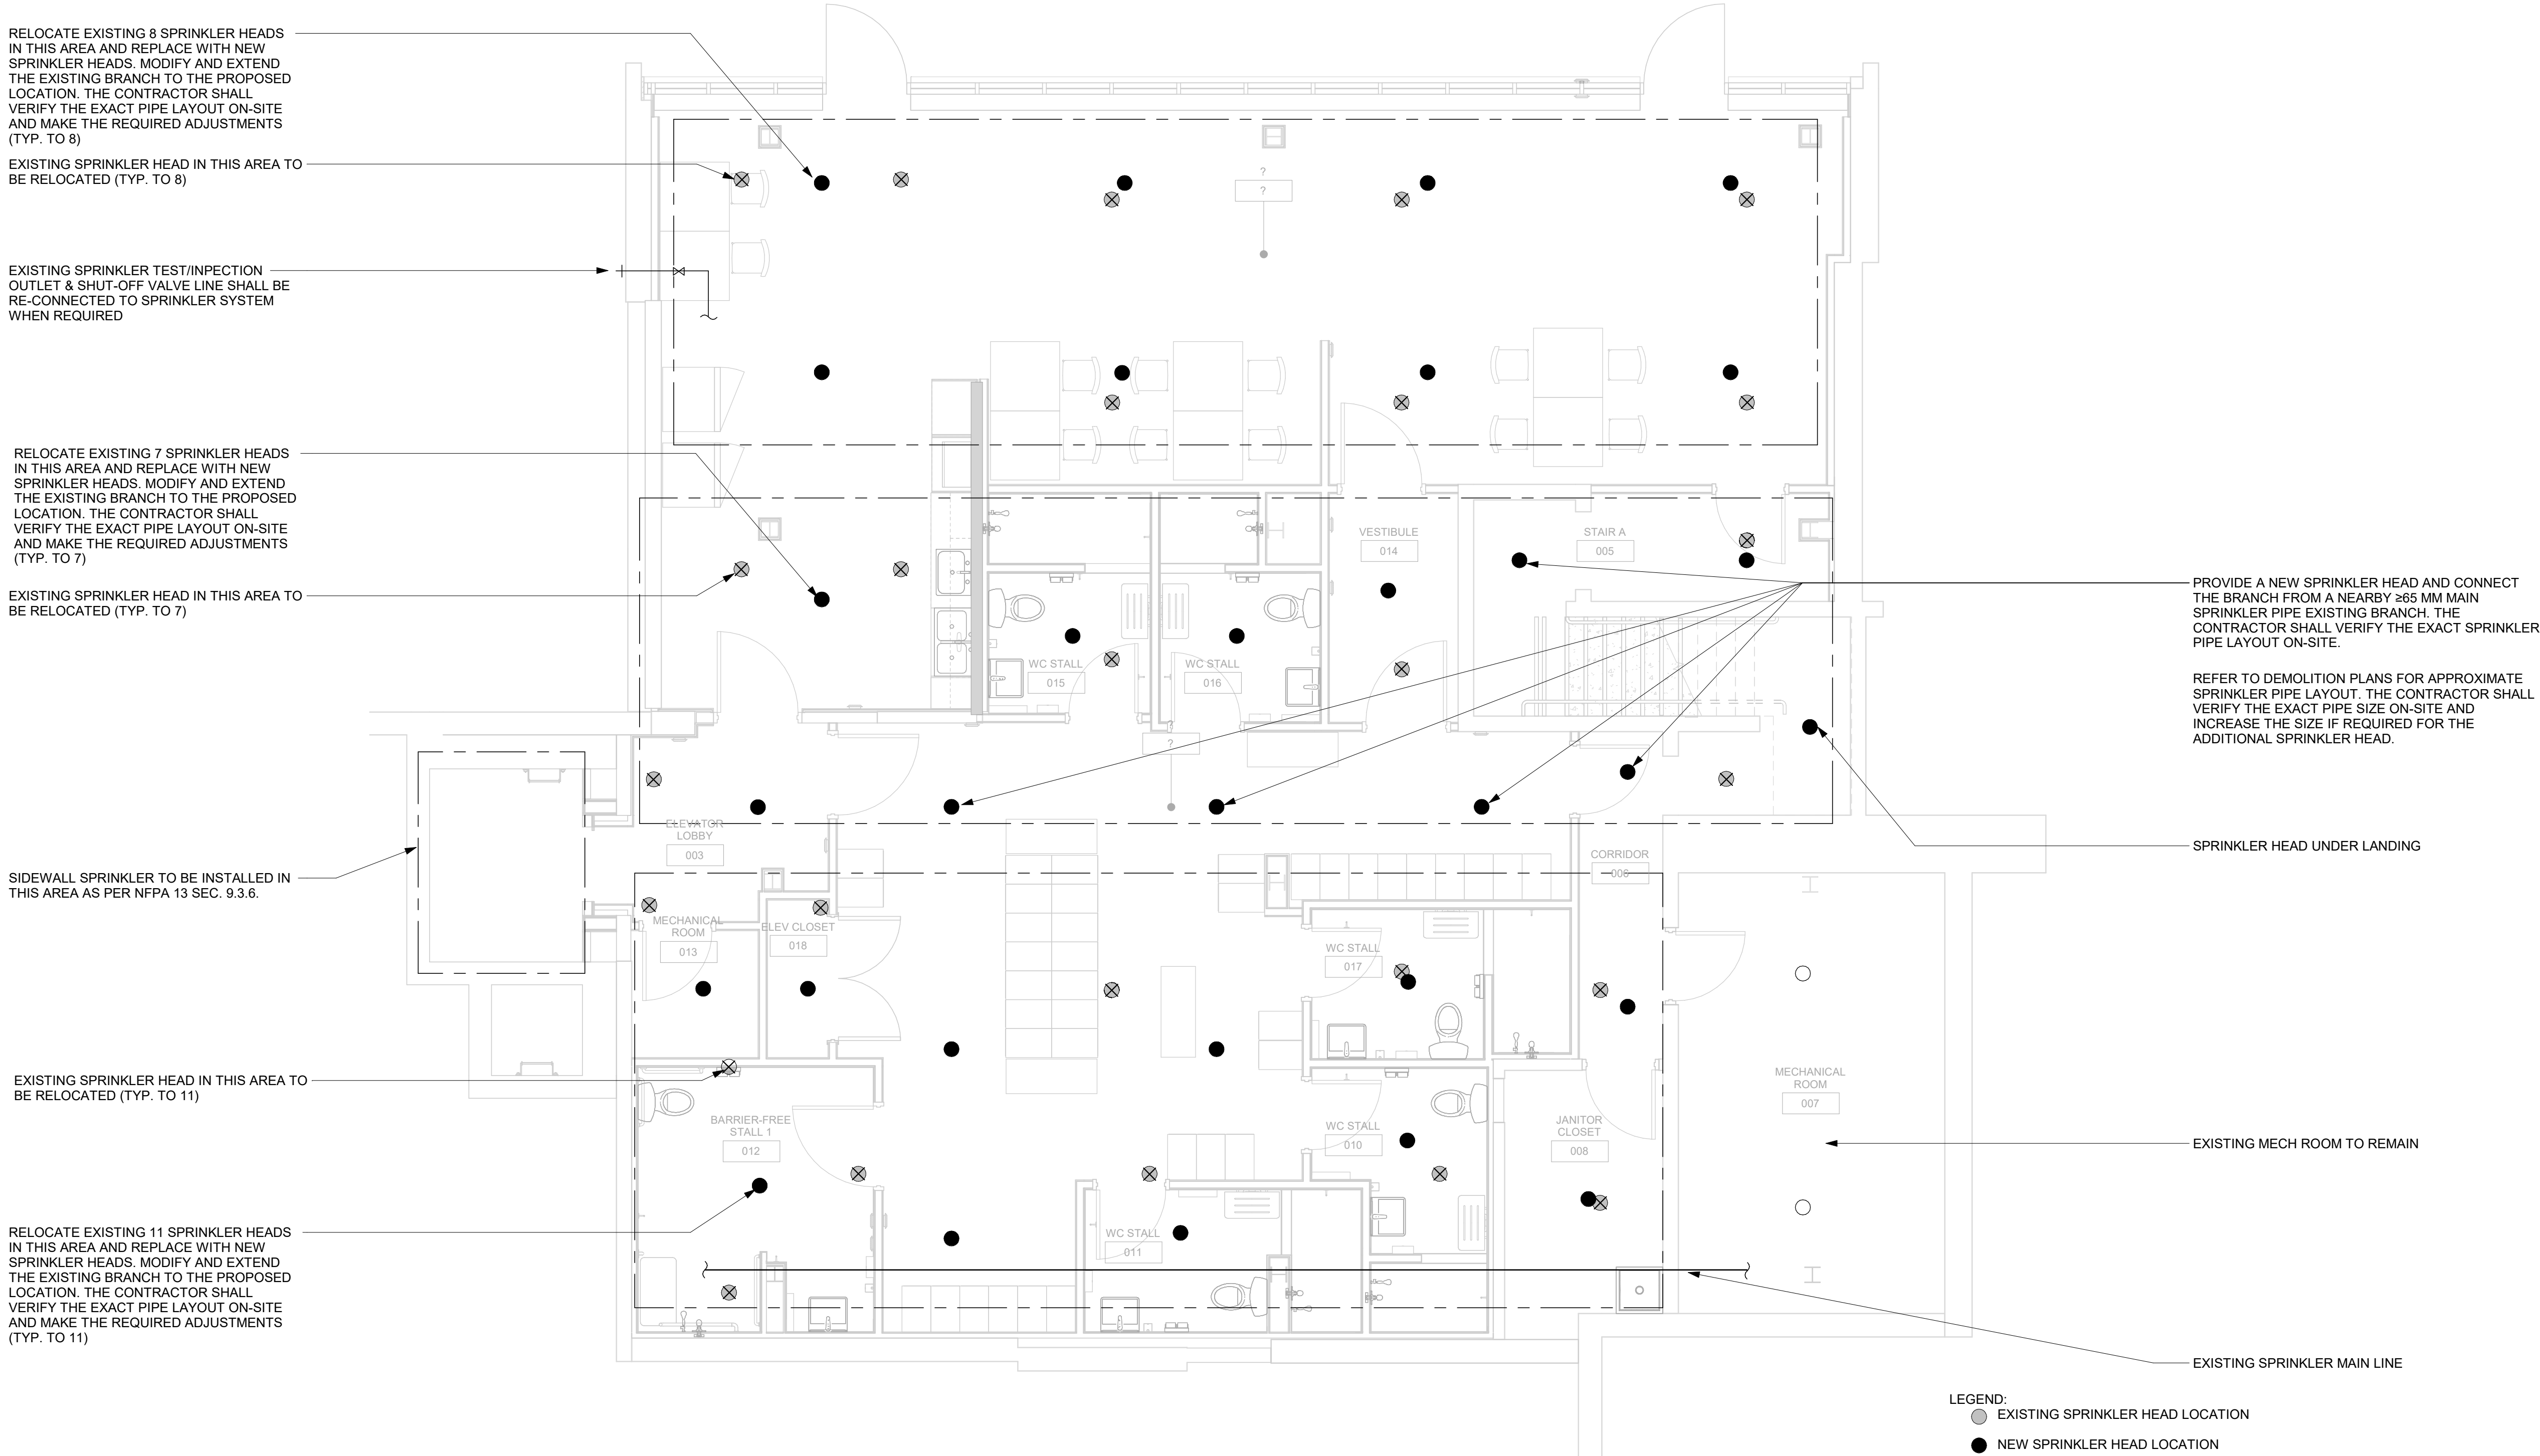 RELOCATE EXISTING 8 SPRINKLER HEADS
IN THIS AREA AND REPLACE WITH NEW
SPRINKLER HEADS. MODIFY AND EXTEND
THE EXISTING BRANCH TO THE PROPOSED
LOCATION. THE CONTRACTOR SHALL
VERIFY THE EXACT PIPE LAYOUT ON-SITE
AND MAKE THE REQUIRED ADJUSTMENTS
(TYP. TO 8)
EXISTING SPRINKLER HEAD IN THIS AREA TO
BE RELOCATED (TYP. TO 8)
EXISTING SPRINKLER TEST/INPECTION
OUTLET & SHUT-OFF VALVE LINE SHALL BE
RE-CONNECTED TO SPRINKLER SYSTEM
WHEN REQUIRED
RELOCATE EXISTING 7 SPRINKLER HEADS
IN THIS AREA AND REPLACE WITH NEW
SPRINKLER HEADS. MODIFY AND EXTEND
THE EXISTING BRANCH TO THE PROPOSED
LOCATION. THE CONTRACTOR SHALL
VERIFY THE EXACT PIPE LAYOUT ON-SITE
AND MAKE THE REQUIRED ADJUSTMENTS
(TYP. TO 7)
EXISTING SPRINKLER HEAD IN THIS AREA TO
BE RELOCATED (TYP. TO 7)
SIDEWALL SPRINKLER TO BE INSTALLED IN
THIS AREA AS PER NFPA 13 SEC. 9.3.6.
EXISTING SPRINKLER HEAD IN THIS AREA TO
BE RELOCATED (TYP. TO 11)
RELOCATE EXISTING 11 SPRINKLER HEADS
IN THIS AREA AND REPLACE WITH NEW
SPRINKLER HEADS. MODIFY AND EXTEND
THE EXISTING BRANCH TO THE PROPOSED
LOCATION. THE CONTRACTOR SHALL
VERIFY THE EXACT PIPE LAYOUT ON-SITE
AND MAKE THE REQUIRED ADJUSTMENTS
(TYP. TO 11)
?
?
VESTIBULE
014
STAIR A
005
WC STALL
015
WC STALL
016
?
ELEVATOR
LOBBY
003
CORRIDOR
006
MECHANICAL
ROOM
013
ELEV CLOSET
018
WC STALL
017
MECHANICAL
ROOM
007
BARRIER-FREE
STALL 1
012
WC STALL
010
JANITOR
CLOSET
008
WC STALL
011
PROVIDE A NEW SPRINKLER HEAD AND CONNECT
THE BRANCH FROM A NEARBY ≥65 MM MAIN
SPRINKLER PIPE EXISTING BRANCH. THE
CONTRACTOR SHALL VERIFY THE EXACT SPRINKLER
PIPE LAYOUT ON-SITE.
REFER TO DEMOLITION PLANS FOR APPROXIMATE
SPRINKLER PIPE LAYOUT. THE CONTRACTOR SHALL
VERIFY THE EXACT PIPE SIZE ON-SITE AND
INCREASE THE SIZE IF REQUIRED FOR THE
ADDITIONAL SPRINKLER HEAD.
SPRINKLER HEAD UNDER LANDING
EXISTING MECH ROOM TO REMAIN
EXISTING SPRINKLER MAIN LINE
LEGEND:
EXISTING SPRINKLER HEAD LOCATION
NEW SPRINKLER HEAD LOCATION